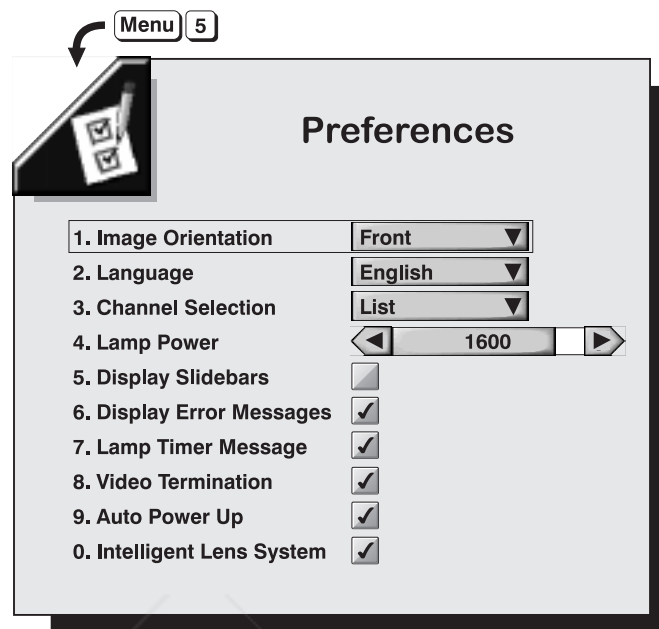 Menu 5
Preferences
1. Image Orientation Front
2. Language English
3. Channel Selection List
4. Lamp Power 1600
5. Display Slidebars
6. Display Error Messages
7. Lamp Timer Message
8. Video Termination
9. Auto Power Up
0. Intelligent Lens System